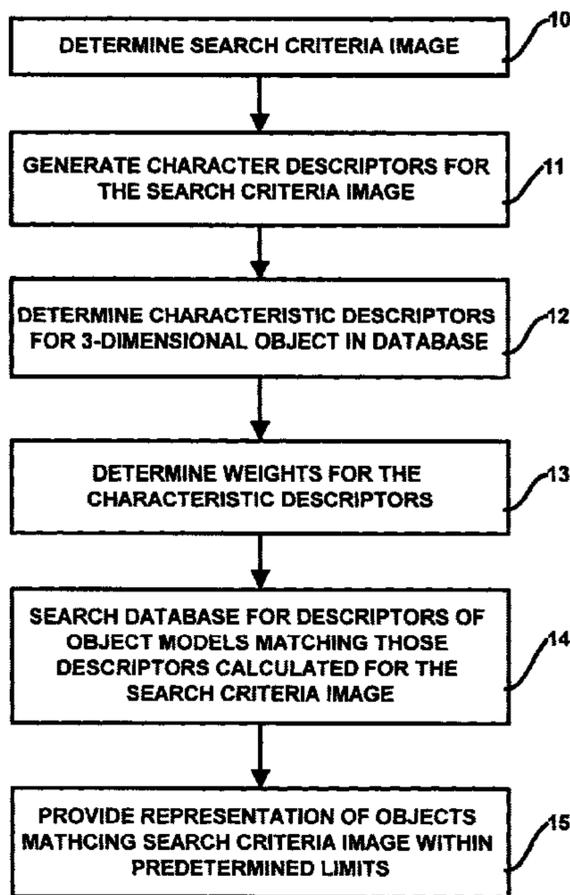 10
DETERMINE SEARCH CRITERIA IMAGE
GENERATE CHARACTER DESCRIPTORS FOR
THE SEARCH CRITERIA IMAGE
11
DETERMINE CHARACTERISTIC DESCRIPTORS
FOR 3-DIMENSIONAL OBJECT IN DATABASE
12
DETERMINE WEIGHTS FOR THE
CHARACTERISTIC DESCRIPTORS
13
SEARCH DATABASE FOR DESCRIPTORS OF
OBJECT MODELS MATCHING THOSE
DESCRIPTORS CALCULATED FOR THE
SEARCH CRITERIA IMAGE
14
PROVIDE REPRESENTATION OF OBJECTS
MATHCING SEARCH CRITERIA IMAGE WITHIN
PREDETERMINED LIMITS
15